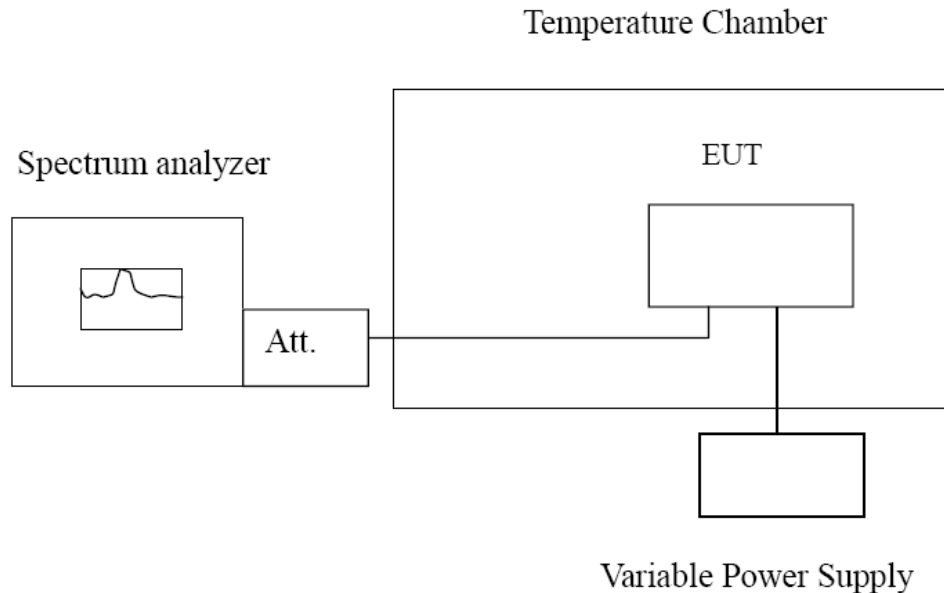 Temperature Chamber
EUT
Spectrum analyzer
Att.
Variable Power Supply